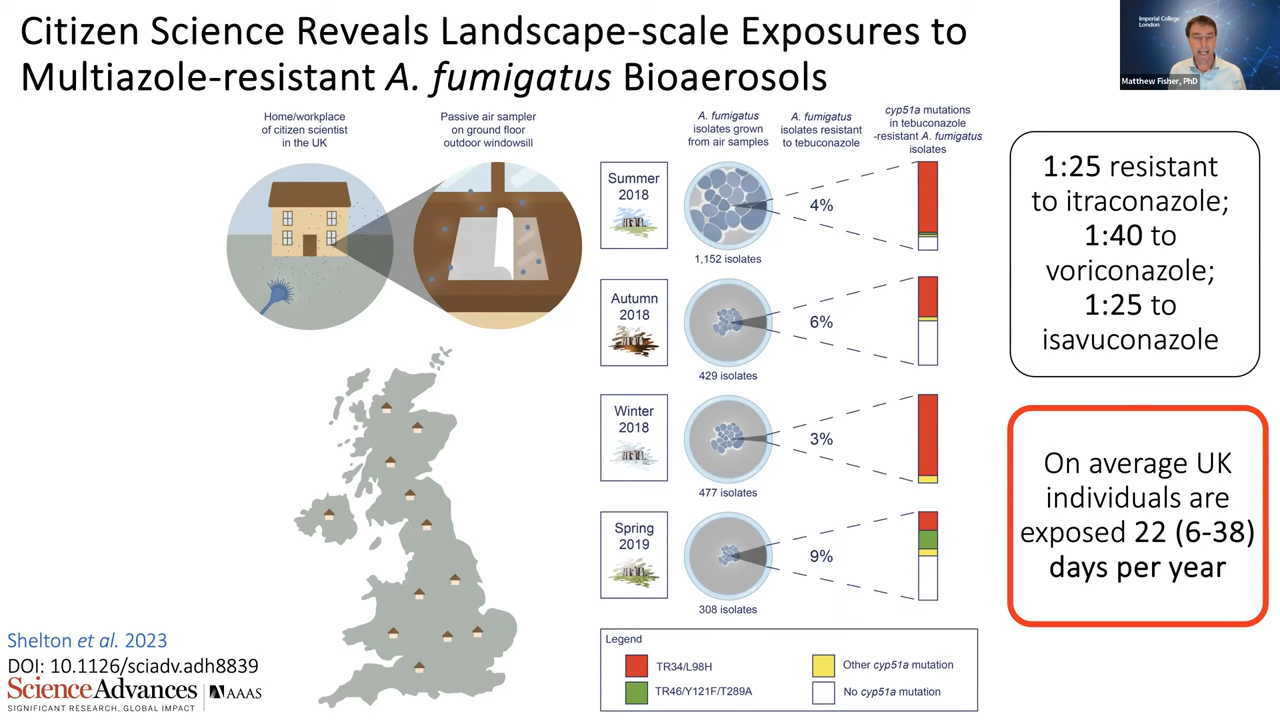 Citizen Science Reveals Landscape-scale Exposures to
Multiazole-resistant A. fumigatus Bioaerosols
Imperial College
London
Matthew Fisher, PhD
Home/workplace
of citizen scientist
in the UK
Passive air sampler
on ground floor
outdoor windowsill
A. fumigatus
isolates grown
from air samples
A. fumigatus
isolates resistant
to tebuconazole
cyp51a mutations
in tebuconazole
-resistant A. fumigatus
isolates
Summer
2018
4%
1,152 isolates
Autumn
2018
6%
429 isolates
Winter
2018
3%
477 isolates
Spring
2019
9%
308 isolates
Legend
TR34/L98H
Other cyp51a mutation
TR46/Y121F/T289A
No cyp51a mutation
1:25 resistant
to itraconazole;
1:40 to
voriconazole;
1:25 to
isavuconazole
On average UK
individuals are
exposed 22 (6-38)
days per year
Shelton et al. 2023
DOI: 10.1126/sciadv.adh8839
ScienceAdvances AAAS
SIGNIFICANT RESEARCH, GLOBAL IMPACT